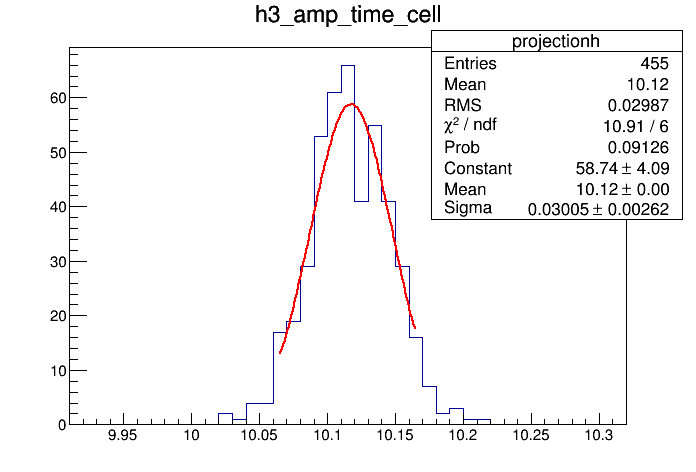 h3_amp_time_cell
projectionh
Entries 455
Mean 10.12
RMS 0.02987
χ² / ndf 10.91 / 6
Prob 0.09126
Constant 58.74 ± 4.09
Mean 10.12 ± 0.00
Sigma 0.03005 ± 0.00262
60
50
40
30
20
10
0
9.95 10 10.05 10.1 10.15 10.2 10.25 10.3